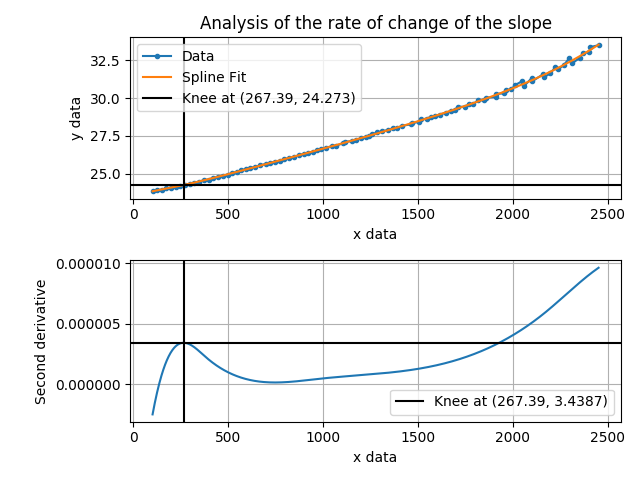 Analysis of the rate of change of the slope
Data
Spline Fit
Knee at (267.39, 24.273)
y data
32.5
30.0
27.5
25.0
0 500 1000 1500 2000 2500
x data
Second derivative
0.000010
0.000005
0.000000
Knee at (267.39, 3.4387)
0 500 1000 1500 2000 2500
x data